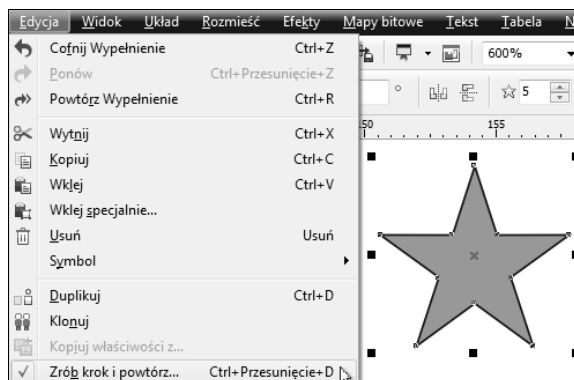 Edycja Widok Układ Rozmieść Efekty Mapy bitowe Tekst Tabela N
Cofnij Wypełnienie Ctrl+Z
Ponów Ctrl+Przesunięcie+Z
Powtórz Wypełnienie Ctrl+R
600%
Wytnij Ctrl+X
° 5
Kopiuj Ctrl+C
50 155
Wklej Ctrl+V
Wklej specjalnie...
Usuń Usuń
Symbol
Duplikuj Ctrl+D
Klonuj
Kopiuj właściwości z...
Zrób krok i powtórz... Ctrl+Przesunięcie+D